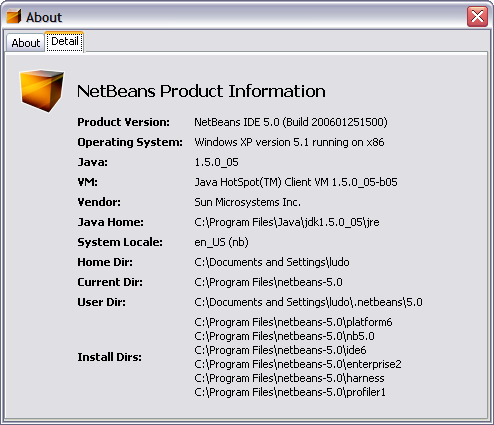 About
About Detail
NetBeans Product Information
Product Version: NetBeans IDE 5.0 (Build 200601251500)
Operating System: Windows XP version 5.1 running on x86
Java: 1.5.0_05
VM: Java HotSpot(TM) Client VM 1.5.0_05-b05
Vendor: Sun Microsystems Inc.
Java Home: C:\Program Files\Java\jdk1.5.0_05\jre
System Locale: en_US (nb)
Home Dir: C:\Documents and Settings\ludo
Current Dir: C:\Program Files\netbeans-5.0
User Dir: C:\Documents and Settings\ludo\.netbeans\5.0
Install Dirs: C:\Program Files\netbeans-5.0\platform6
C:\Program Files\netbeans-5.0\nb5.0
C:\Program Files\netbeans-5.0\ide6
C:\Program Files\netbeans-5.0\enterprise2
C:\Program Files\netbeans-5.0\harness
C:\Program Files\netbeans-5.0\profiler1